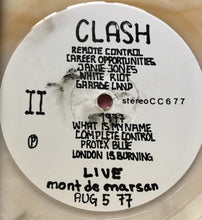 CLASH
REMOTE CONTROL
CAREER OPPORTUNITIES
JANIE JONES
WHITE RIOT
GARAGE LAND
II
stereo CC677
1977
WHAT IS MY NAME
COMPLETE CONTROL
PROTEX BLUE
LONDON IS BURNING
P
LIVE
mont de marsan
AUG 5 77